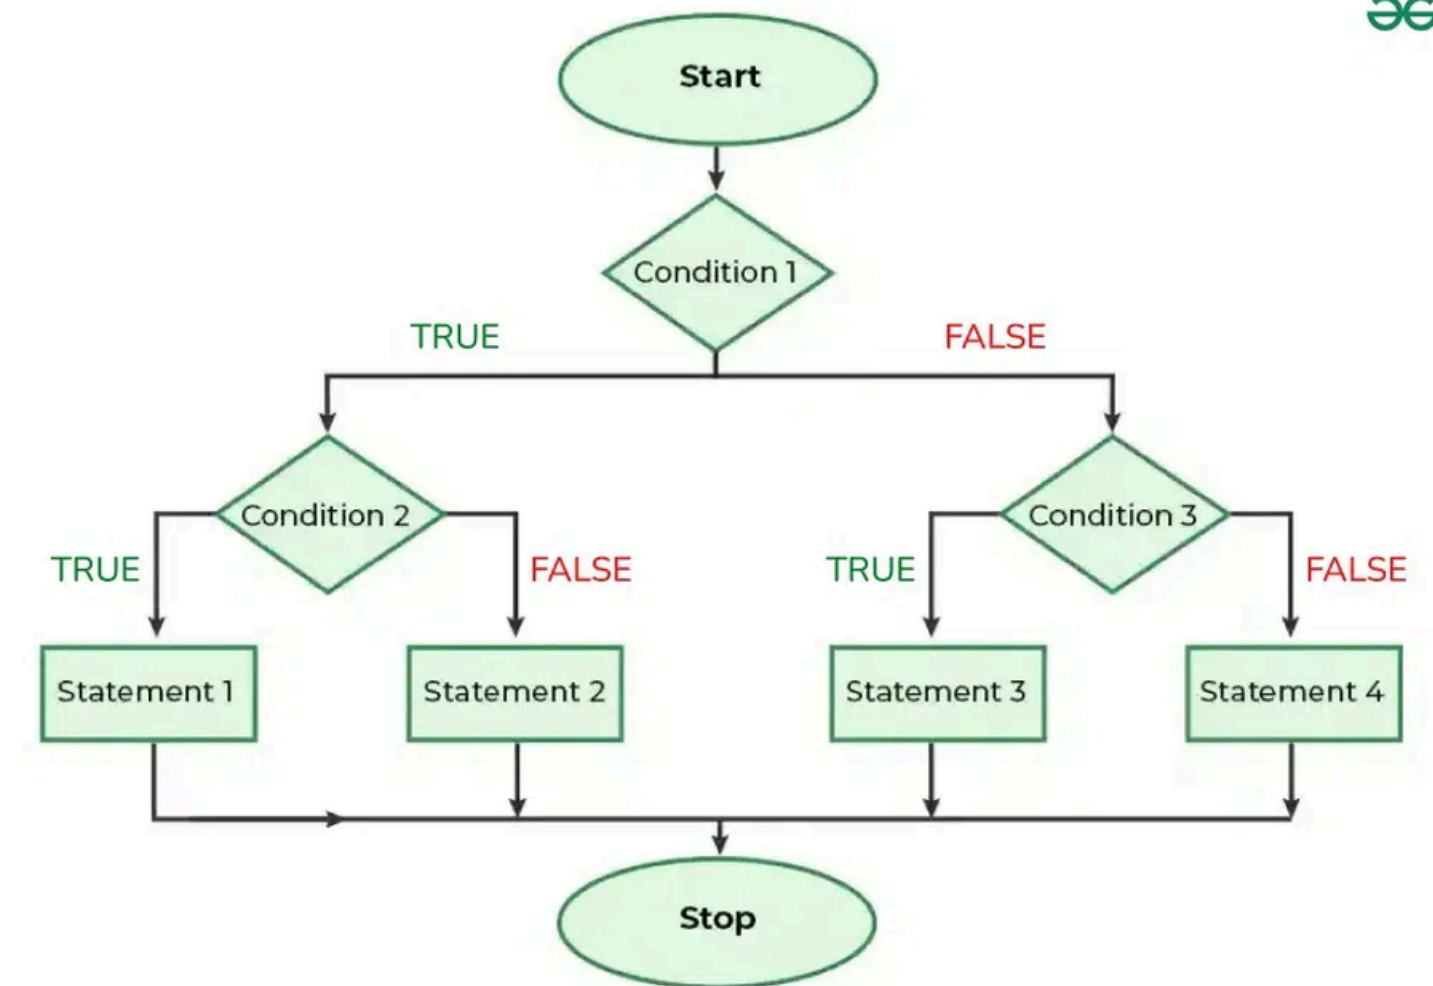 Start
Condition 1
TRUE
FALSE
Condition 2
Condition 3
TRUE
FALSE
TRUE
FALSE
Statement 1
Statement 2
Statement 3
Statement 4
Stop